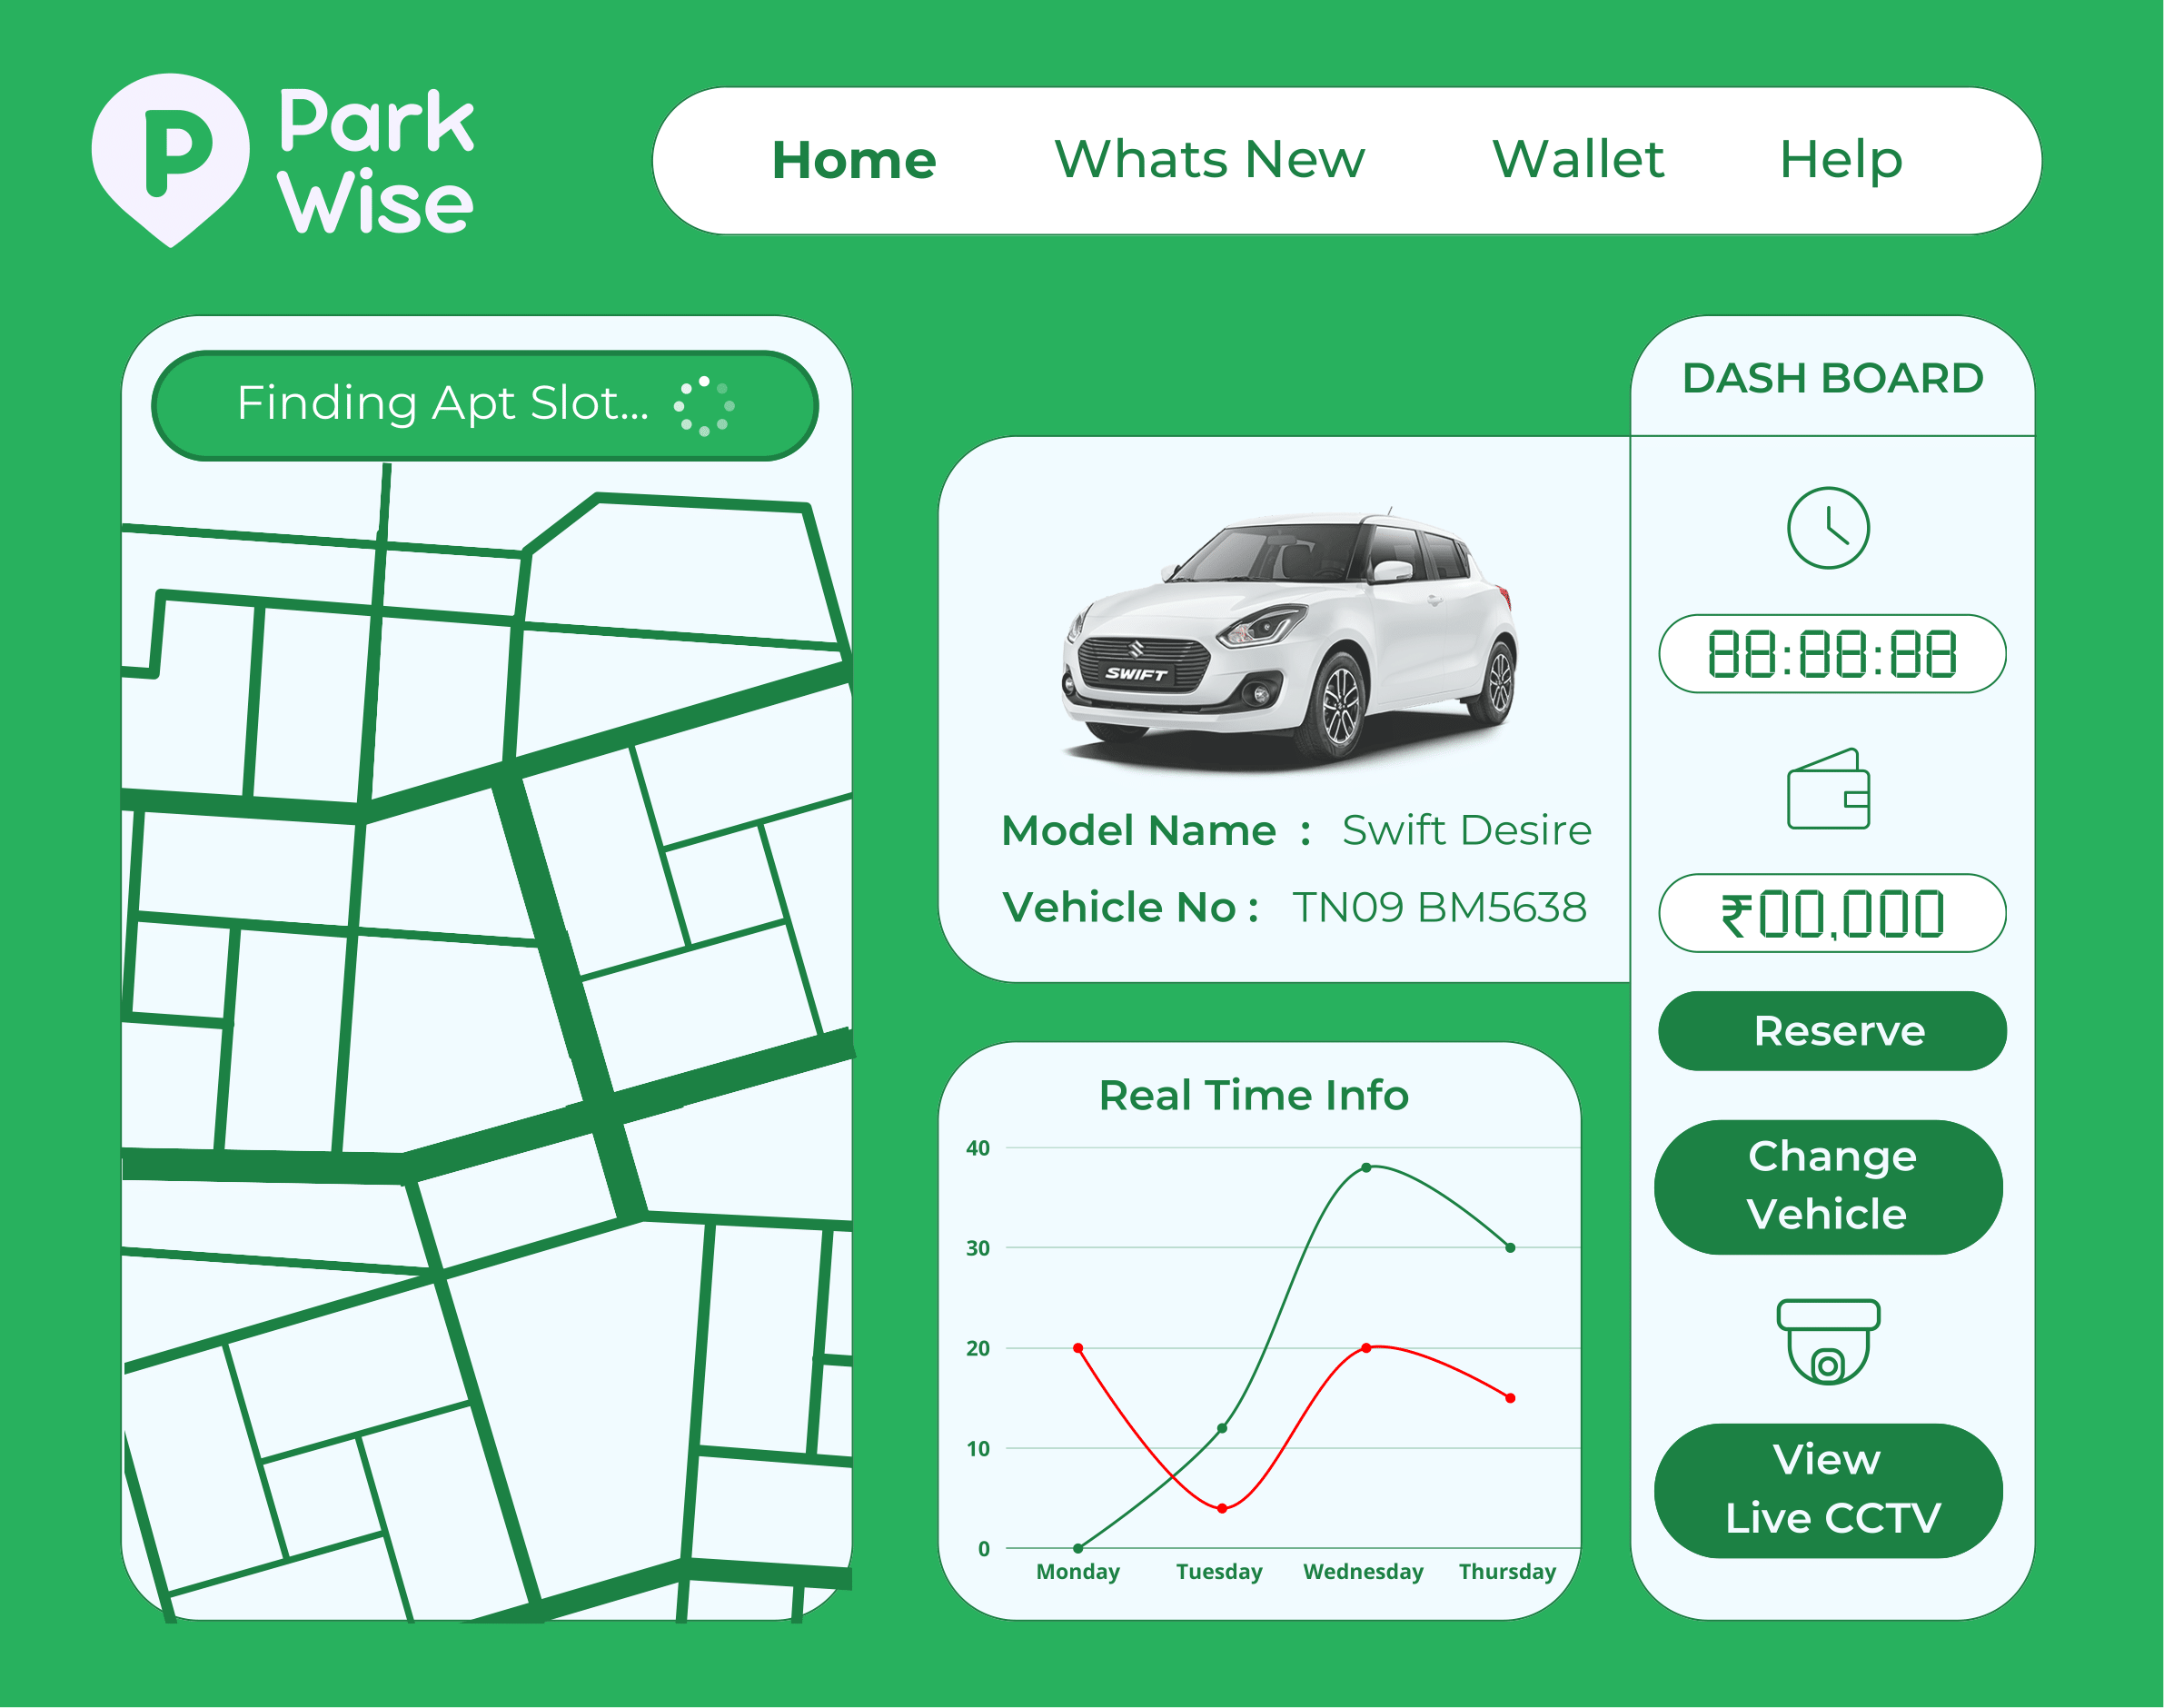 Park
Wise
Home
Whats New
Wallet
Help
Finding Apt Slot...
DASH BOARD
SWIFT
88:88:88
Model Name : Swift Desire
Vehicle No : TN09 BM5638
₹00,000
Reserve
Change
Vehicle
View
Live CCTV
Real Time Info
40
30
20
10
0
Monday
Tuesday
Wednesday
Thursday